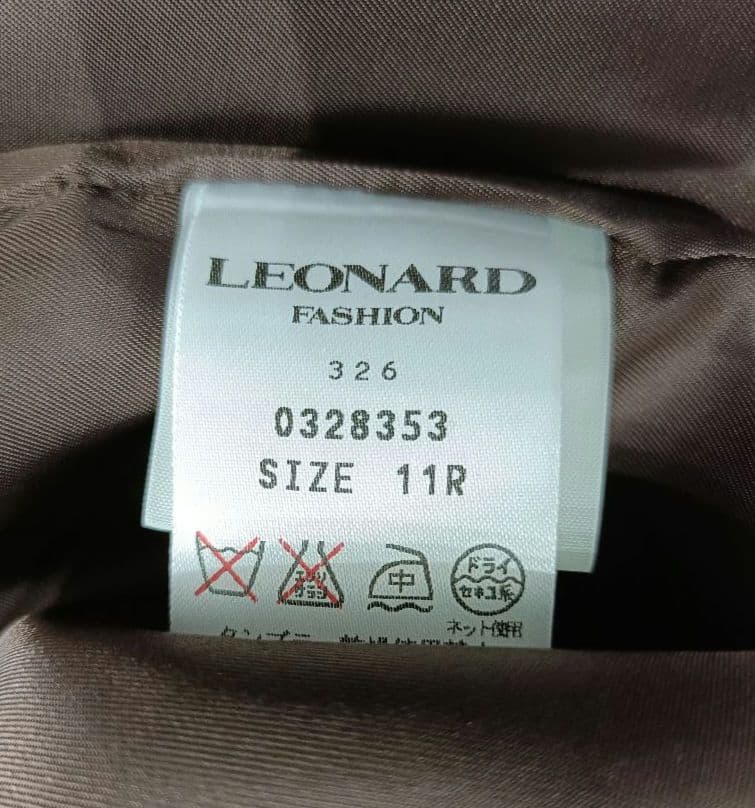 LEONARD
FASHION
326
0328353
SIZE 11R
エンソ
サラシ
中
ドライ
セキユ系
ネット使用